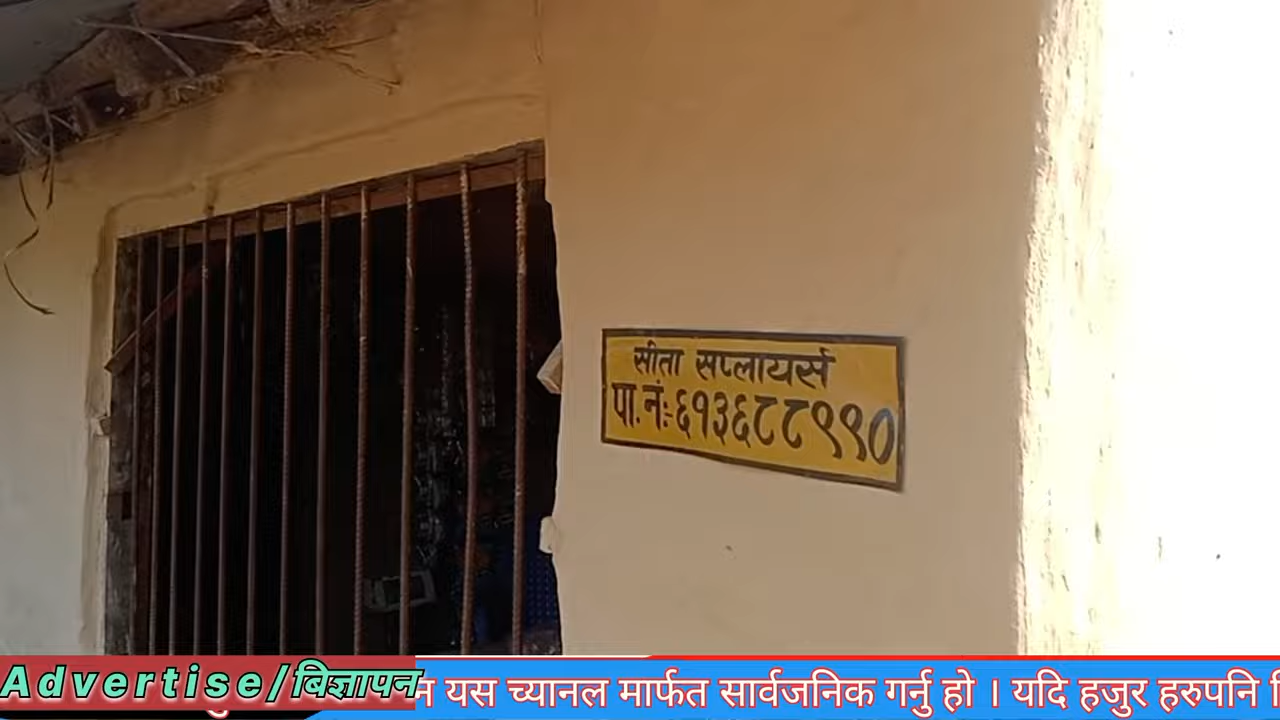 सीता सप्लायर्स
पा. नं:- ६१३६८८९९०
Advertise/बिज्ञापन
यस च्यानल मार्फत सार्वजनिक गर्नु हो । यदि हजुर हरुपनि